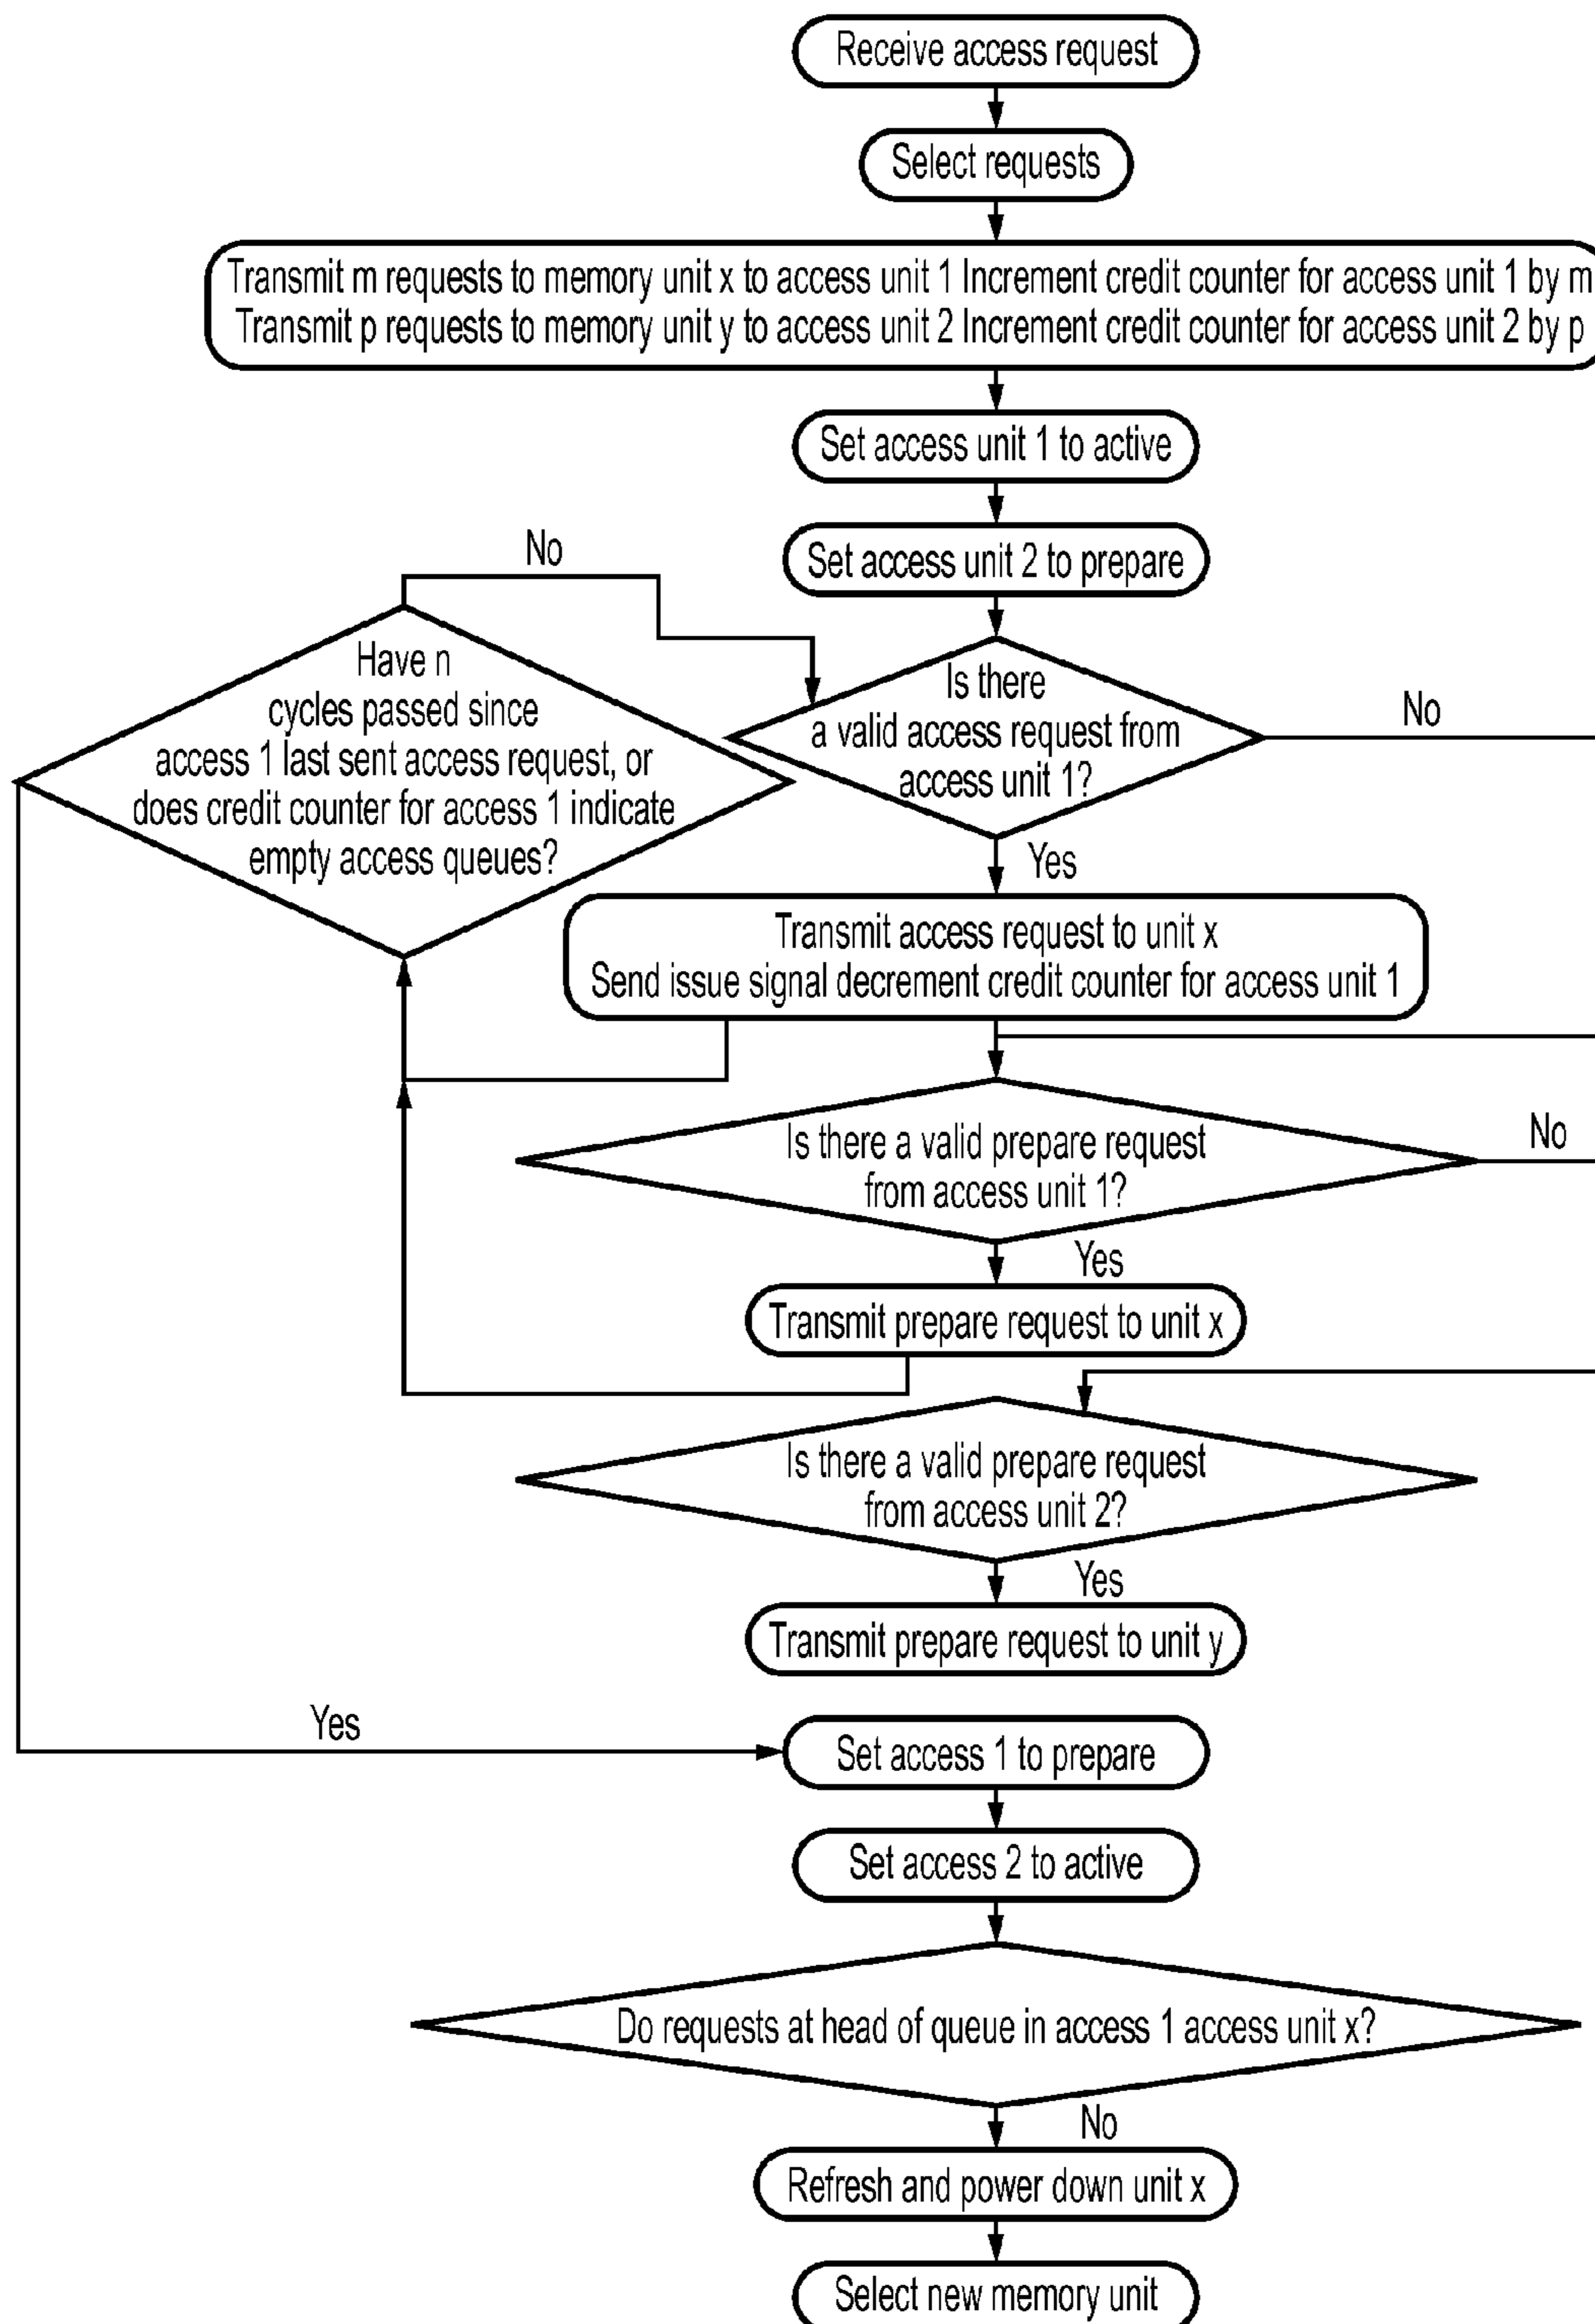 Receive access request
Select requests
Transmit m requests to memory unit x to access unit 1 Increment credit counter for access unit 1 by m
Transmit p requests to memory unit y to access unit 2 Increment credit counter for access unit 2 by p
Set access unit 1 to active
Set access unit 2 to prepare
No
Have n
cycles passed since
access 1 last sent access request, or
does credit counter for access 1 indicate
empty access queues?
Is there
a valid access request from
access unit 1?
No
Yes
Transmit access request to unit x
Send issue signal decrement credit counter for access unit 1
Is there a valid prepare request
from access unit 1?
No
Yes
Transmit prepare request to unit x
Is there a valid prepare request
from access unit 2?
Yes
Transmit prepare request to unit y
Yes
Set access 1 to prepare
Set access 2 to active
Do requests at head of queue in access 1 access unit x?
No
Refresh and power down unit x
Select new memory unit